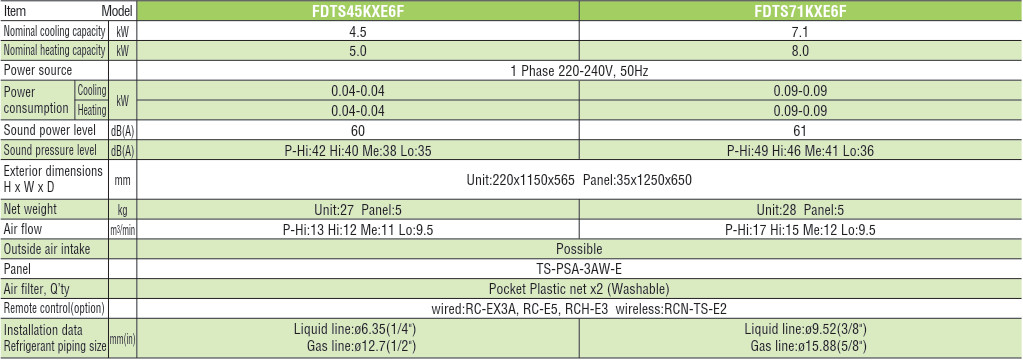 Item Model FDTS45KXE6F FDTS71KXE6F
Nominal cooling capacity kW 4.5 7.1
Nominal heating capacity kW 5.0 8.0
Power source 1 Phase 220-240V, 50Hz
Power consumption Cooling kW 0.04-0.04 0.09-0.09
Heating 0.04-0.04 0.09-0.09
Sound power level dB(A) 60 61
Sound pressure level dB(A) P-Hi:42 Hi:40 Me:38 Lo:35 P-Hi:49 Hi:46 Me:41 Lo:36
Exterior dimensions
H x W x D mm Unit:220x1150x565 Panel:35x1250x650
Net weight kg Unit:27 Panel:5 Unit:28 Panel:5
Air flow m³/min P-Hi:13 Hi:12 Me:11 Lo:9.5 P-Hi:17 Hi:15 Me:12 Lo:9.5
Outside air intake Possible
Panel TS-PSA-3AW-E
Air filter, Q'ty Pocket Plastic net x2 (Washable)
Remote control(option) wired:RC-EX3A, RC-E5, RCH-E3 wireless:RCN-TS-E2
Installation data mm(in) Liquid line:ø6.35(1/4") Liquid line:ø9.52(3/8")
Refrigerant piping size Gas line:ø12.7(1/2") Gas line:ø15.88(5/8")